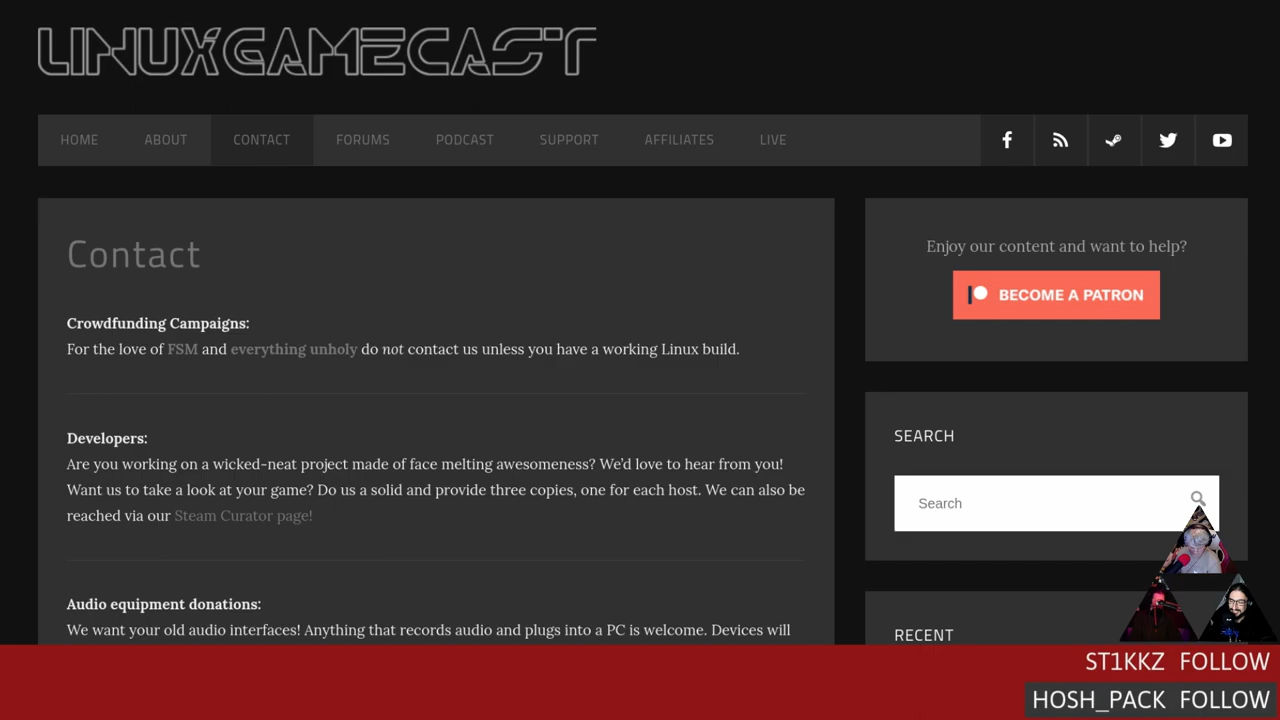 LINUXGAMECAST
HOME ABOUT CONTACT FORUMS PODCAST SUPPORT AFFILIATES LIVE
Contact
Crowdfunding Campaigns:
For the love of FSM and everything unholy do not contact us unless you have a working Linux build.
Developers:
Are you working on a wicked-neat project made of face melting awesomeness? We'd love to hear from you!
Want us to take a look at your game? Do us a solid and provide three copies, one for each host. We can also be
reached via our Steam Curator page!
Audio equipment donations:
We want your old audio interfaces! Anything that records audio and plugs into a PC is welcome. Devices will
Enjoy our content and want to help?
BECOME A PATRON
SEARCH
Search
RECENT
ST1KKZ FOLLOW
HOSH_PACK FOLLOW